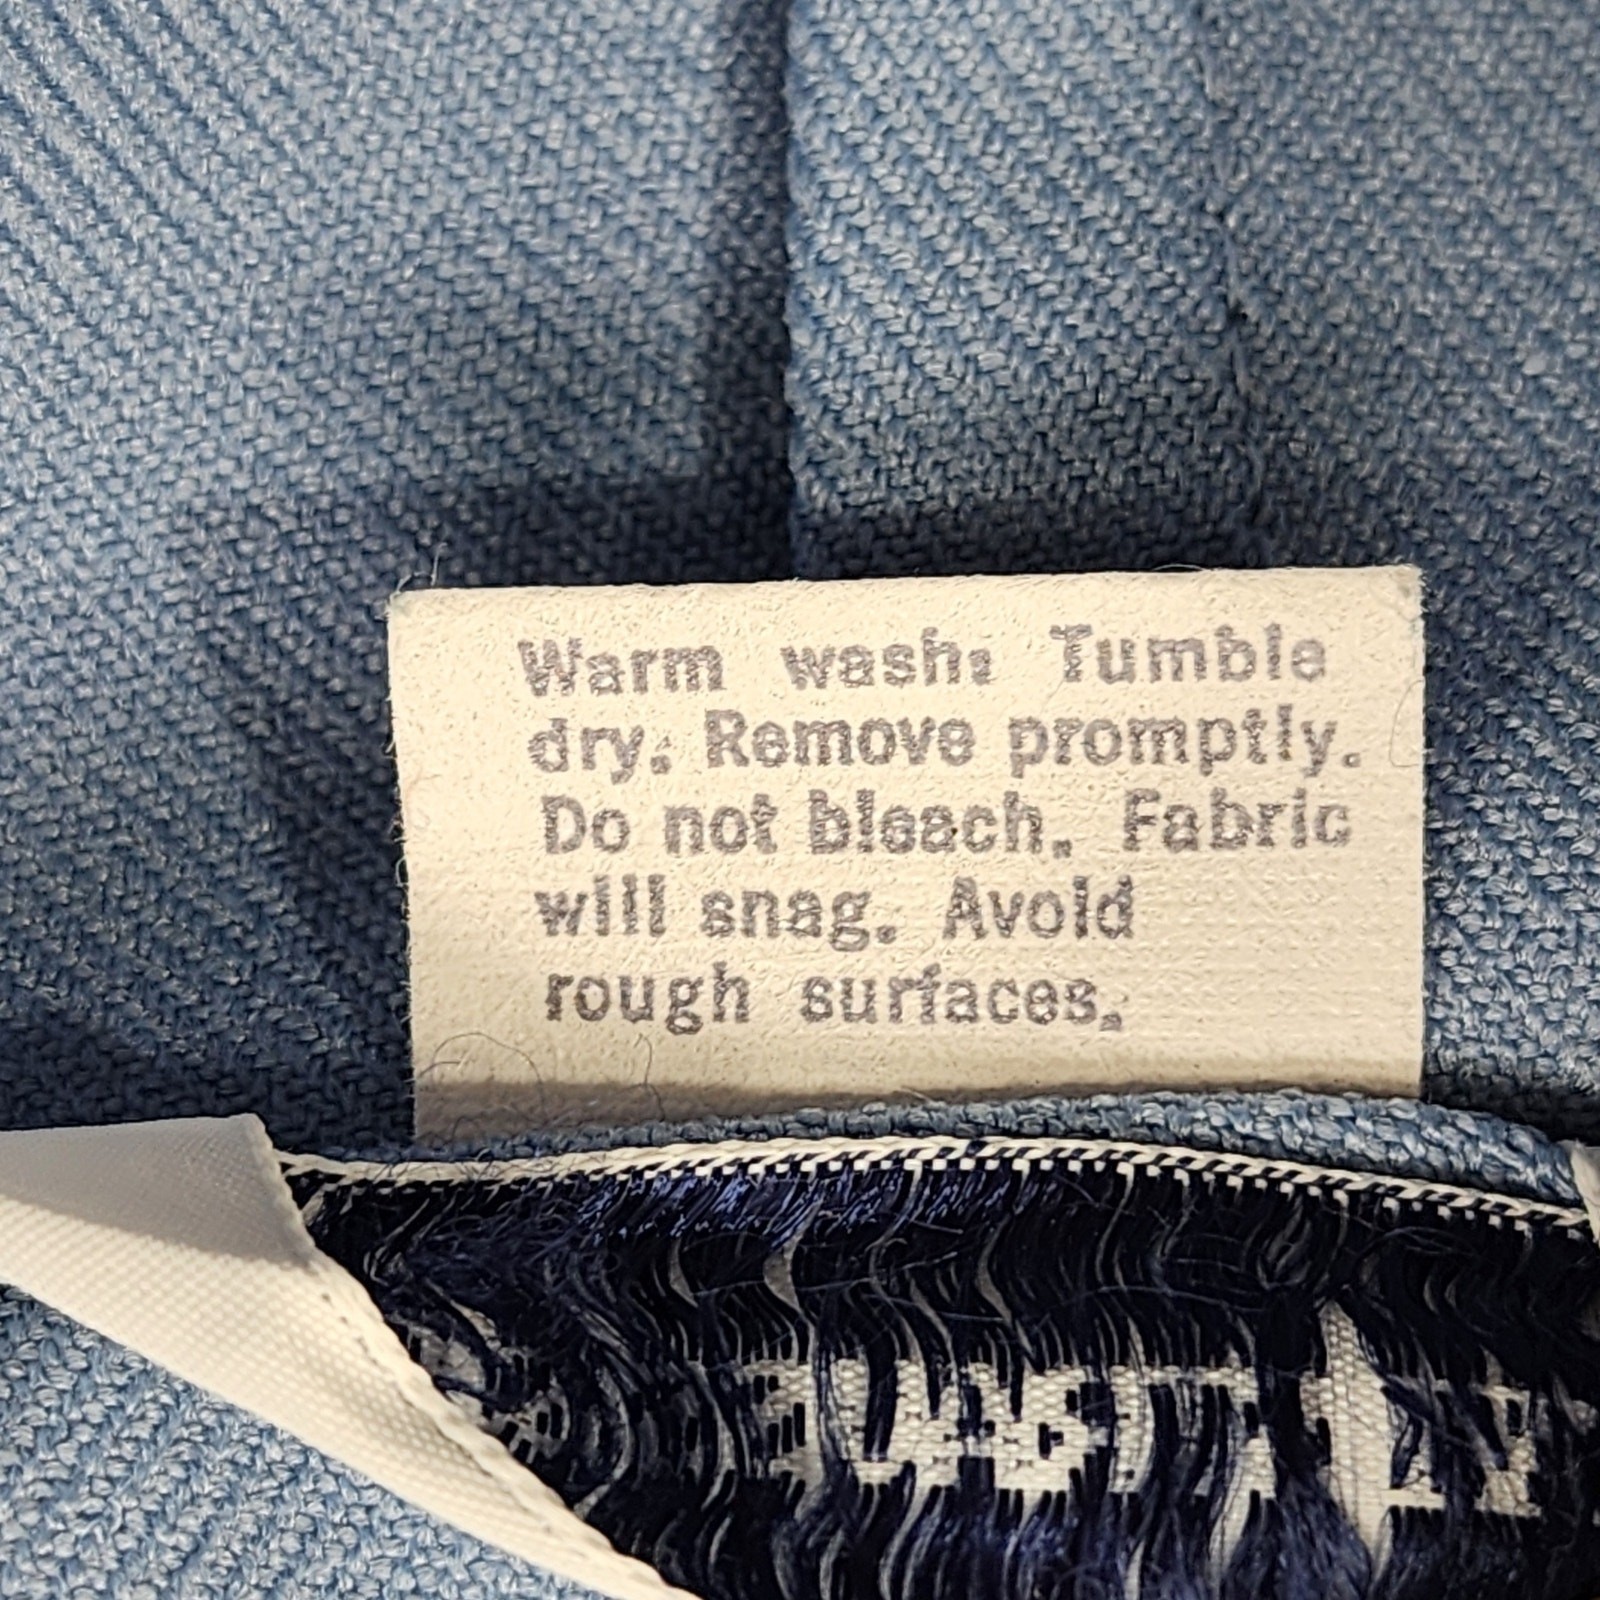 Warm wash. Tumble
dry. Remove promptly.
Do not bleach. Fabric
will snag. Avoid
rough surfaces.